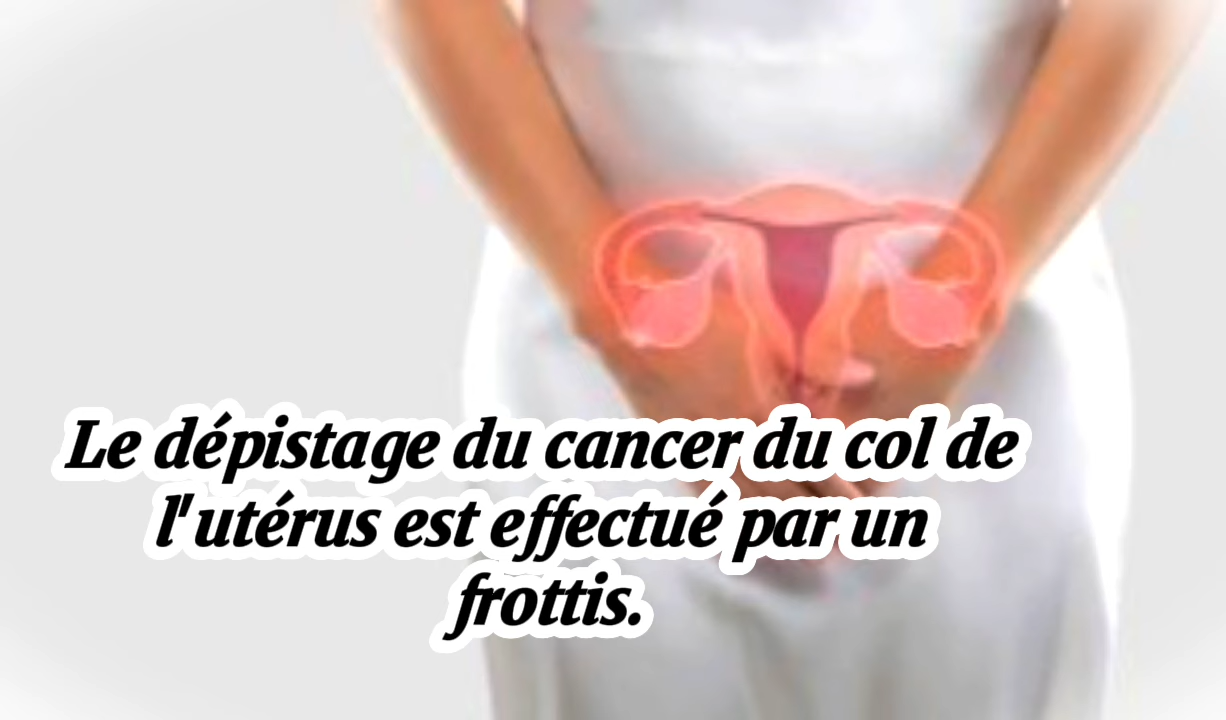 Le dépistage du cancer du col de
l'utérus est effectué par un
frottis.